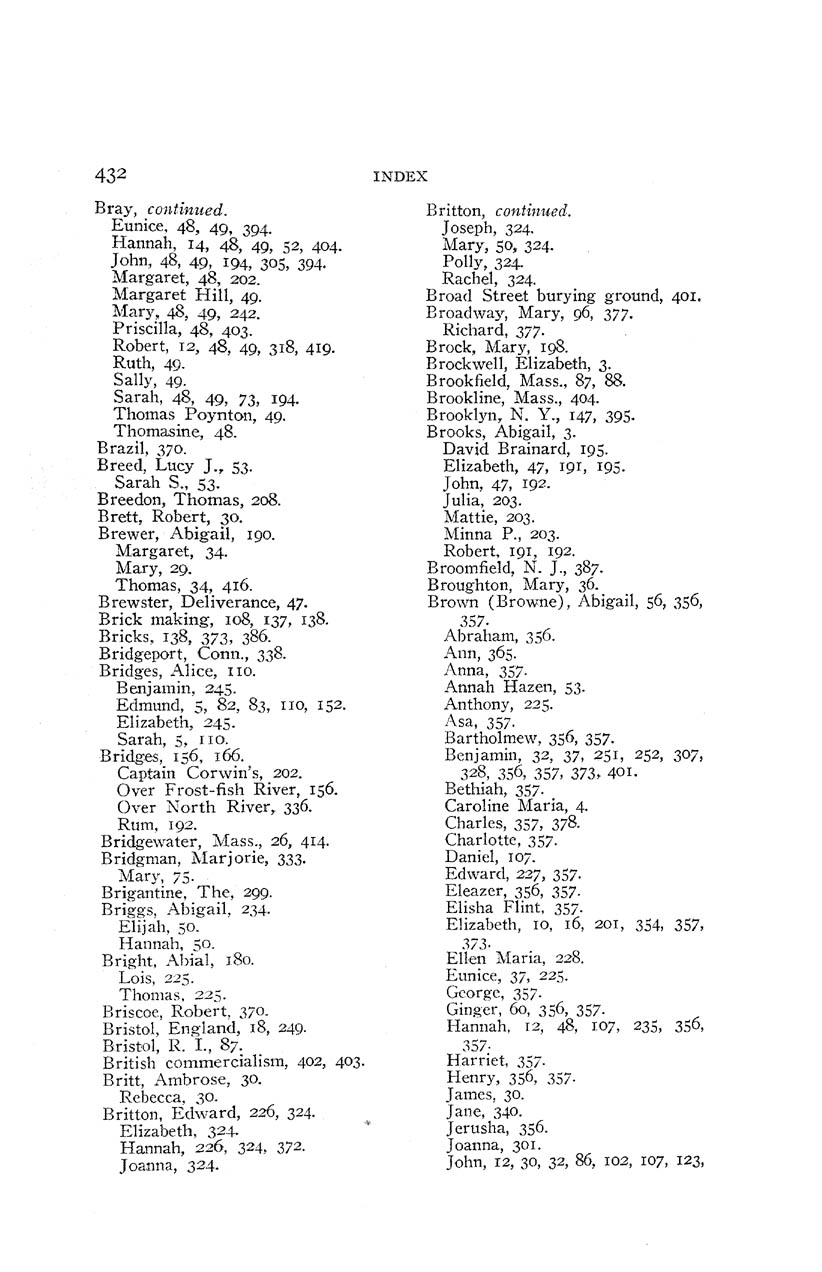 432
INDEX
Bray, continued.
Eunice, 48, 49, 394.
Hannah, 14, 48, 49, 52, 404.
John, 48, 49, 194, 305, 394.
Margaret, 48, 202.
Margaret Hill, 49.
Mary, 48, 49, 242.
Priscilla, 48, 403.
Robert, 12, 48, 49, 318, 419.
Ruth, 49.
Sally, 49.
Sarah, 48, 49, 73, 194.
Thomas Poynton, 49.
Thomasine, 48.
Brazil, 370.
Breed, Lucy J., 53.
Sarah S., 53.
Breedon, Thomas, 208.
Brett, Robert, 30.
Brewer, Abigail, 190.
Margaret, 34.
Mary, 29.
Thomas, 34, 416.
Brewster, Deliverance, 47.
Brick making, 108, 137, 138.
Bricks, 138, 373, 386.
Bridgeport, Conn., 338.
Bridges, Alice, 110.
Benjamin, 245.
Edmund, 5, 82, 83, 110, 152.
Elizabeth, 245.
Sarah, 5, 110.
Bridges, 156, 166.
Captain Corwin's, 202.
Over Frost-fish River, 156.
Over North River, 336.
Rum, 192.
Bridgewater, Mass., 26, 414.
Bridgman, Marjorie, 333.
Mary, 75.
Brigantine, The, 299.
Briggs, Abigail, 234.
Elijah, 50.
Hannah, 50.
Bright, Abial, 180.
Lois, 225.
Thomas, 225.
Briscoe, Robert, 370.
Bristol, England, 18, 249.
Bristol, R. I., 87.
British commercialism, 402, 403.
Britt, Ambrose, 30.
Rebecca, 30.
Britton, Edward, 226, 324.
Elizabeth, 324.
Hannah, 226, 324, 372.
Joanna, 324.
Britton, continued.
Joseph, 324.
Mary, 50, 324.
Polly, 324.
Rachel, 324.
Broad Street burying ground, 401.
Broadway, Mary, 96, 377.
Richard, 377.
Brock, Mary, 198.
Brockwell, Elizabeth, 3.
Brookfield, Mass., 87, 88.
Brookline, Mass., 404.
Brooklyn, N. Y., 147, 395.
Brooks, Abigail, 3.
David Brainard, 195.
Elizabeth, 47, 191, 195.
John, 47, 192.
Julia, 203.
Mattie, 203.
Minna P., 203.
Robert, 191, 192.
Broomfield, N. J., 387.
Broughton, Mary, 36.
Brown (Browne), Abigail, 56, 356,
357.
Abraham, 356.
Ann, 365.
Anna, 357.
Annah Hazen, 53.
Anthony, 225.
Asa, 357.
Bartholmew, 356, 357.
Benjamin, 32, 37, 251, 252, 307,
328, 356, 357, 373, 401.
Bethiah, 357.
Caroline Maria, 4.
Charles, 357, 378.
Charlotte, 357.
Daniel, 107.
Edward, 227, 357.
Eleazer, 356, 357.
Elisha Flint, 357.
Elizabeth, 10, 16, 201, 354, 357,
373.
Ellen Maria, 228.
Eunice, 37, 225.
George, 357.
Ginger, 60, 356, 357.
Hannah, 12, 48, 107, 235, 356,
357.
Harriet, 357.
Henry, 356, 357.
James, 30.
Jane, 340.
Jerusha, 356.
Joanna, 301.
John, 12, 30, 32, 86, 102, 107, 123,